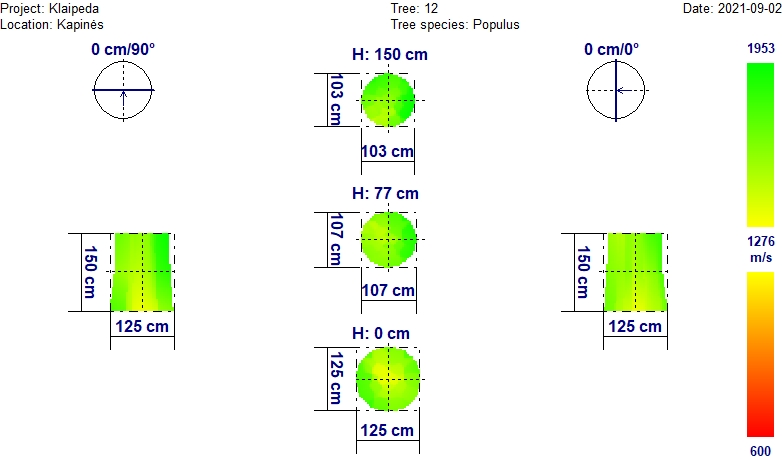 Project: Klaipeda
Tree: 12
Date: 2021-09-02
Location: Kapinės
Tree species: Populus
0 cm/90°
H: 150 cm
0 cm/0°
1953
103 cm
103 cm
H: 77 cm
107 cm
150 cm
150 cm
1276
m/s
107 cm
125 cm
125 cm
H: 0 cm
125 cm
125 cm
600